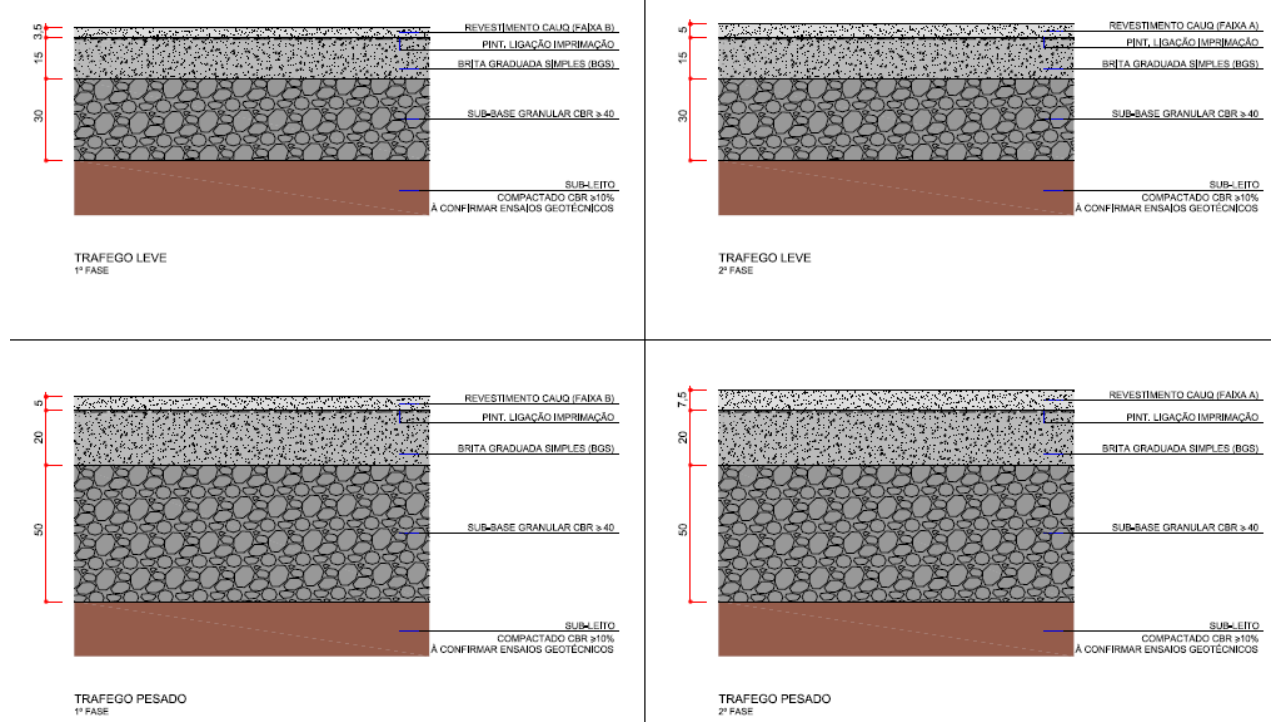 3,5
REVESTIMENTO CAUQ (FAIXA B)
PINT. LIGAÇÃO IMPRIMAÇÃO
15
BRITA GRADUADA SIMPLES (BGS)
30
SUB-BASE GRANULAR CBR ≥ 40
SUB-LEITO
COMPACTADO CBR ≥10%
À CONFIRMAR ENSAIOS GEOTÉCNICOS
TRAFEGO LEVE
1º FASE
5
REVESTIMENTO CAUQ (FAIXA A)
PINT. LIGAÇÃO IMPRIMAÇÃO
15
BRITA GRADUADA SIMPLES (BGS)
30
SUB-BASE GRANULAR CBR ≥ 40
SUB-LEITO
COMPACTADO CBR ≥10%
À CONFIRMAR ENSAIOS GEOTÉCNICOS
TRAFEGO LEVE
2º FASE
5
REVESTIMENTO CAUQ (FAIXA B)
PINT. LIGAÇÃO IMPRIMAÇÃO
20
BRITA GRADUADA SIMPLES (BGS)
50
SUB-BASE GRANULAR CBR ≥ 40
SUB-LEITO
COMPACTADO CBR ≥10%
À CONFIRMAR ENSAIOS GEOTÉCNICOS
TRAFEGO PESADO
1º FASE
7,5
REVESTIMENTO CAUQ (FAIXA A)
PINT. LIGAÇÃO IMPRIMAÇÃO
20
BRITA GRADUADA SIMPLES (BGS)
50
SUB-BASE GRANULAR CBR ≥ 40
SUB-LEITO
COMPACTADO CBR ≥10%
À CONFIRMAR ENSAIOS GEOTÉCNICOS
TRAFEGO PESADO
2º FASE